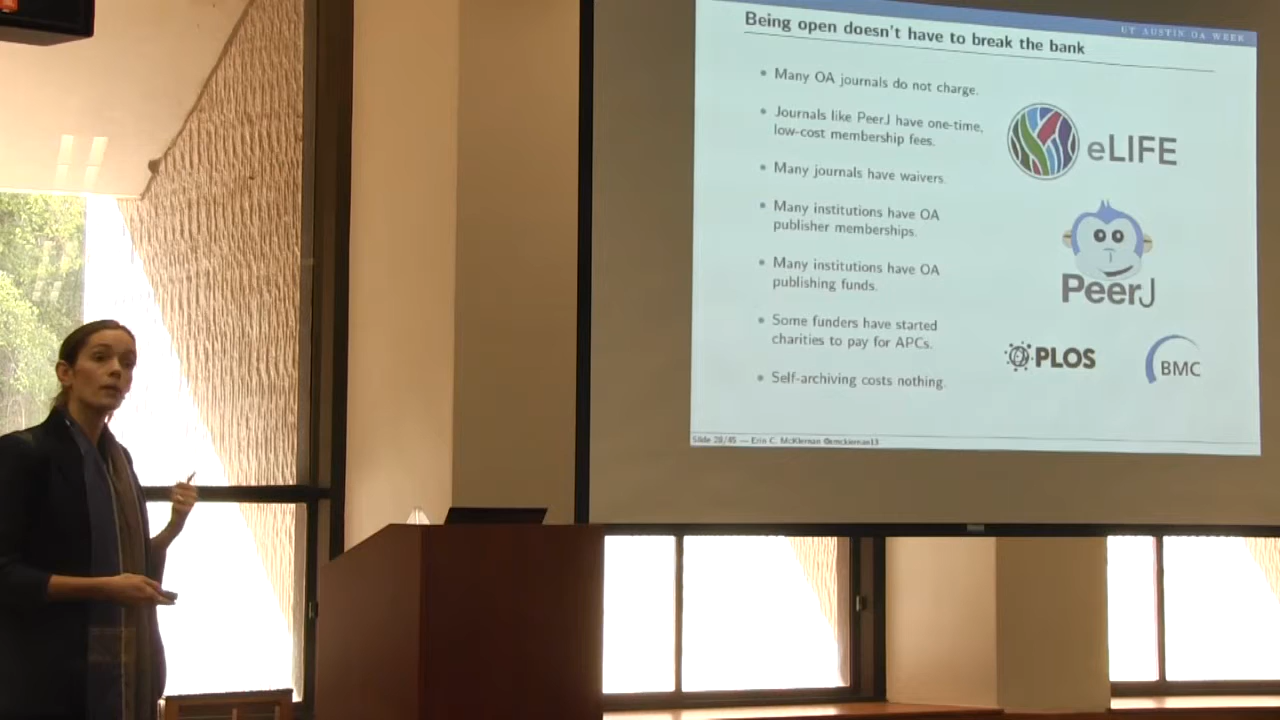 UT AUSTIN OA WEEK
Being open doesn't have to break the bank
• Many OA journals do not charge.
• Journals like PeerJ have one-time,
low-cost membership fees.
• Many journals have waivers.
• Many institutions have OA
publisher memberships.
• Many institutions have OA
publishing funds.
• Some funders have started
charities to pay for APCs.
• Self-archiving costs nothing.
eLIFE
PeerJ
PLOS
BMC
Slide 28/45 — Erin C. McKiernan @emckiernan13